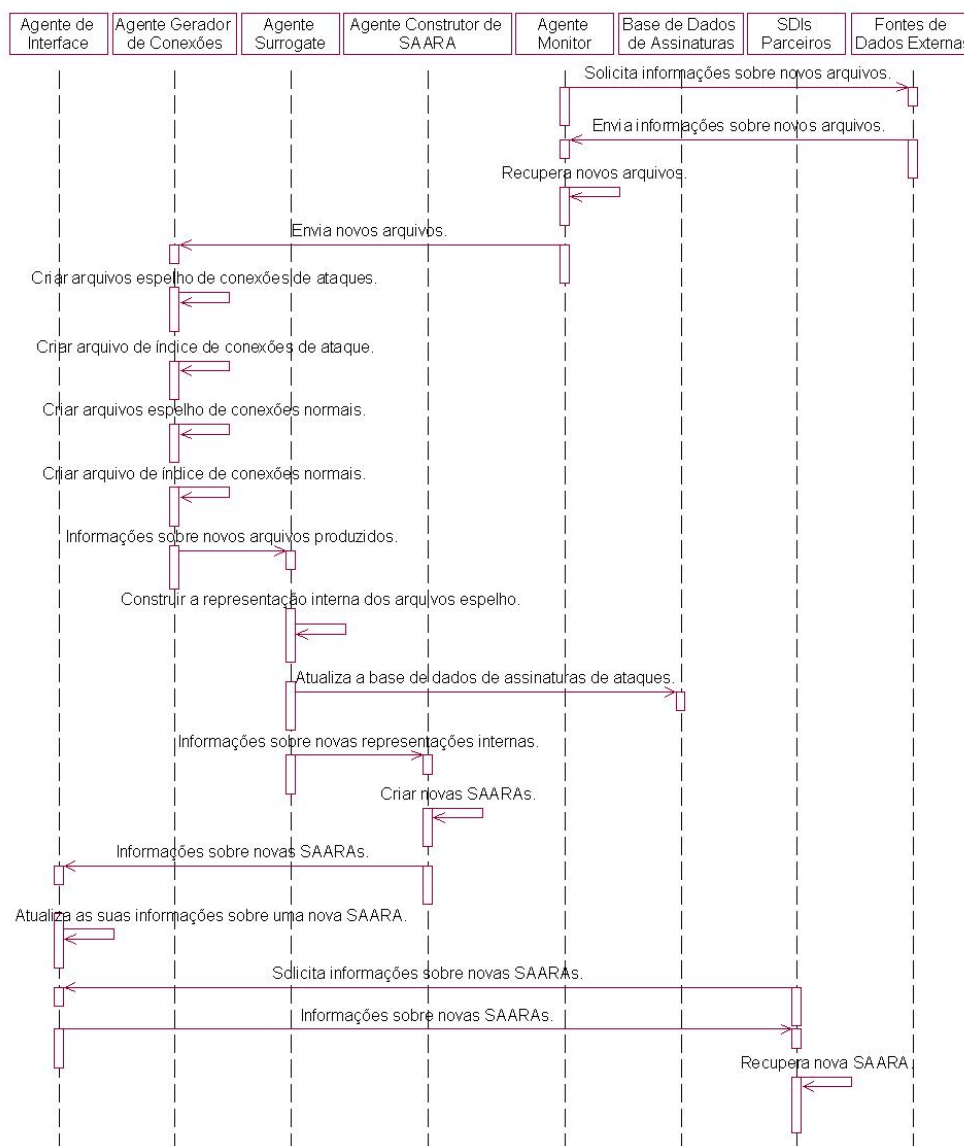 Agente de
Interface
Agente Gerador
de Conexões
Agente
Surrogate
Agente Construtor de
SAARA
Agente
Monitor
Base de Dados
de Assinaturas
SDIs
Parceiros
Fontes de
Dados Externas
Solicita informações sobre novos arquivos.
Envia informações sobre novos arquivos.
Recupera novos arquivos.
Envia novos arquivos.
Criar arquivos espelho de conexões de ataques.
Criar arquivo de índice de conexões de ataque.
Criar arquivos espelho de conexões normais.
Criar arquivo de índice de conexões normais.
Informações sobre novos arquivos produzidos.
Construir a representação interna dos arquivos espelho.
Atualiza a base de dados de assinaturas de ataques.
Informações sobre novas representações internas.
Criar novas SAARAs.
Informações sobre novas SAARAs.
Atualiza as suas informações sobre uma nova SAARA.
Solicita informações sobre novas SAARAs.
Informações sobre novas SAARAs.
Recupera nova SAARA.